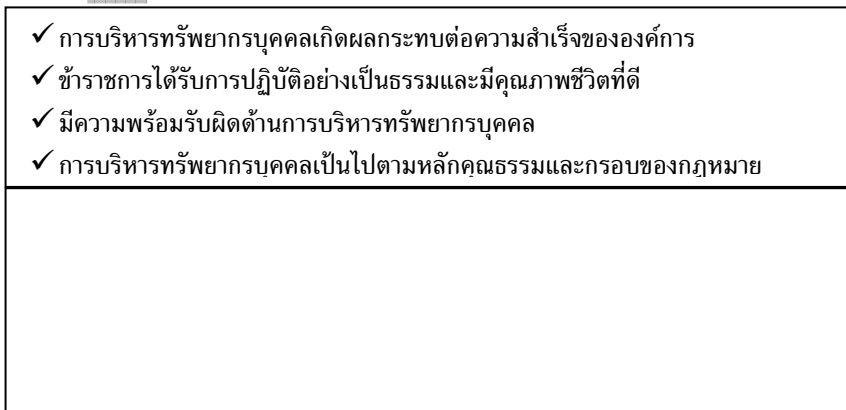 ✓ การบริหารทรัพยากรบุคคลเกิดผลกระทบต่อความสำเร็จขององค์การ
✓ ข้าราชการได้รับการปฏิบัติอย่างเป็นธรรมและมีคุณภาพชีวิตที่ดี
✓ มีความพร้อมรับผิดด้านการบริหารทรัพยากรบุคคล
✓ การบริหารทรัพยากรบุคคลเป้นไปตามหลักคุณธรรมและกรอบของกฎหมาย